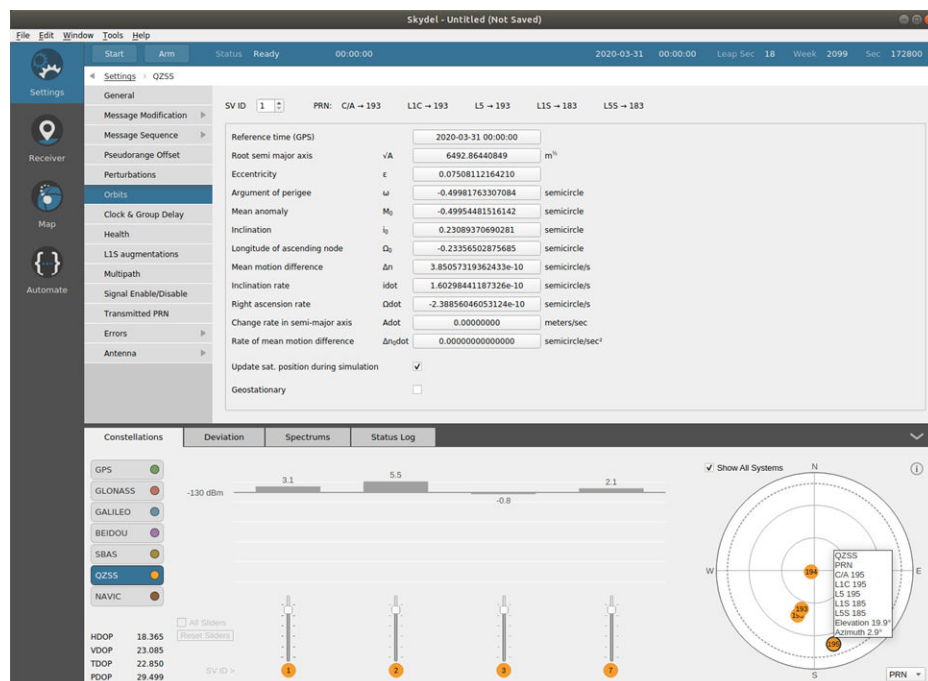 Skydel - Untitled (Not Saved)
File Edit Window Tools Help
Start Arm Status Ready 00:00:00 2020-03-31 00:00:00 Leap Sec 18 Week 2099 Sec 172800
Settings
Receiver
Map
Automate
Settings QZSS
General
Message Modification
Message Sequence
Pseudorange Offset
Perturbations
Orbits
Clock & Group Delay
Health
L1S augmentations
Multipath
Signal Enable/Disable
Transmitted PRN
Errors
Antenna
SV ID 1 PRN: C/A → 193 L1C → 193 L5 → 193 L1S → 183 L5S → 183
Reference time (GPS) 2020-03-31 00:00:00
Root semi major axis √A 6492.86440849 m½
Eccentricity ε 0.07508112164210
Argument of perigee ω -0.49981763307084 semicircle
Mean anomaly M₀ -0.49954481516142 semicircle
Inclination i₀ 0.23089370690281 semicircle
Longitude of ascending node Ω₀ -0.23356502875685 semicircle
Mean motion difference Δn 3.85057319362433e-10 semicircle/s
Inclination rate idot 1.60298441187326e-10 semicircle/s
Right ascension rate Ωdot -2.38856046053124e-10 semicircle/s
Change rate in semi-major axis Adot 0.00000000 meters/sec
Rate of mean motion difference Δn₀dot 0.00000000000000 semicircle/sec²
Update sat. position during simulation
Geostationary
Constellations Deviation Spectrums Status Log
GPS
GLONASS
GALILEO
BEIDOU
SBAS
QZSS
NAVIC
HDOP 18.365
VDOP 23.085
TDOP 22.850
PDOP 29.499
-130 dBm
3.1 5.5 -0.8 2.1
All Sliders
Reset Sliders
SV ID > 1 2 3 7
Show All Systems
N
W
E
S
194
193
195
QZSS
PRN
C/A 195
L1C 195
L5 195
L1S 185
L5S 185
Elevation 19.9°
Azimuth 2.9°
PRN